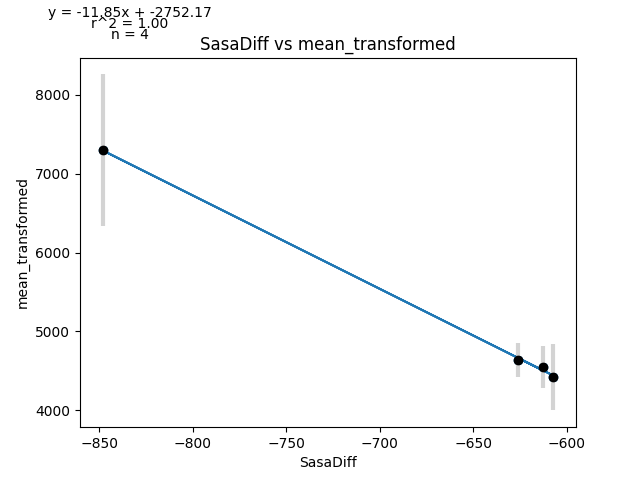 y = -11.85x + -2752.17
r^2 = 1.00
n = 4
SasaDiff vs mean_transformed
mean_transformed
8000
7000
6000
5000
4000
−850
−800
−750
−700
−650
−600
SasaDiff